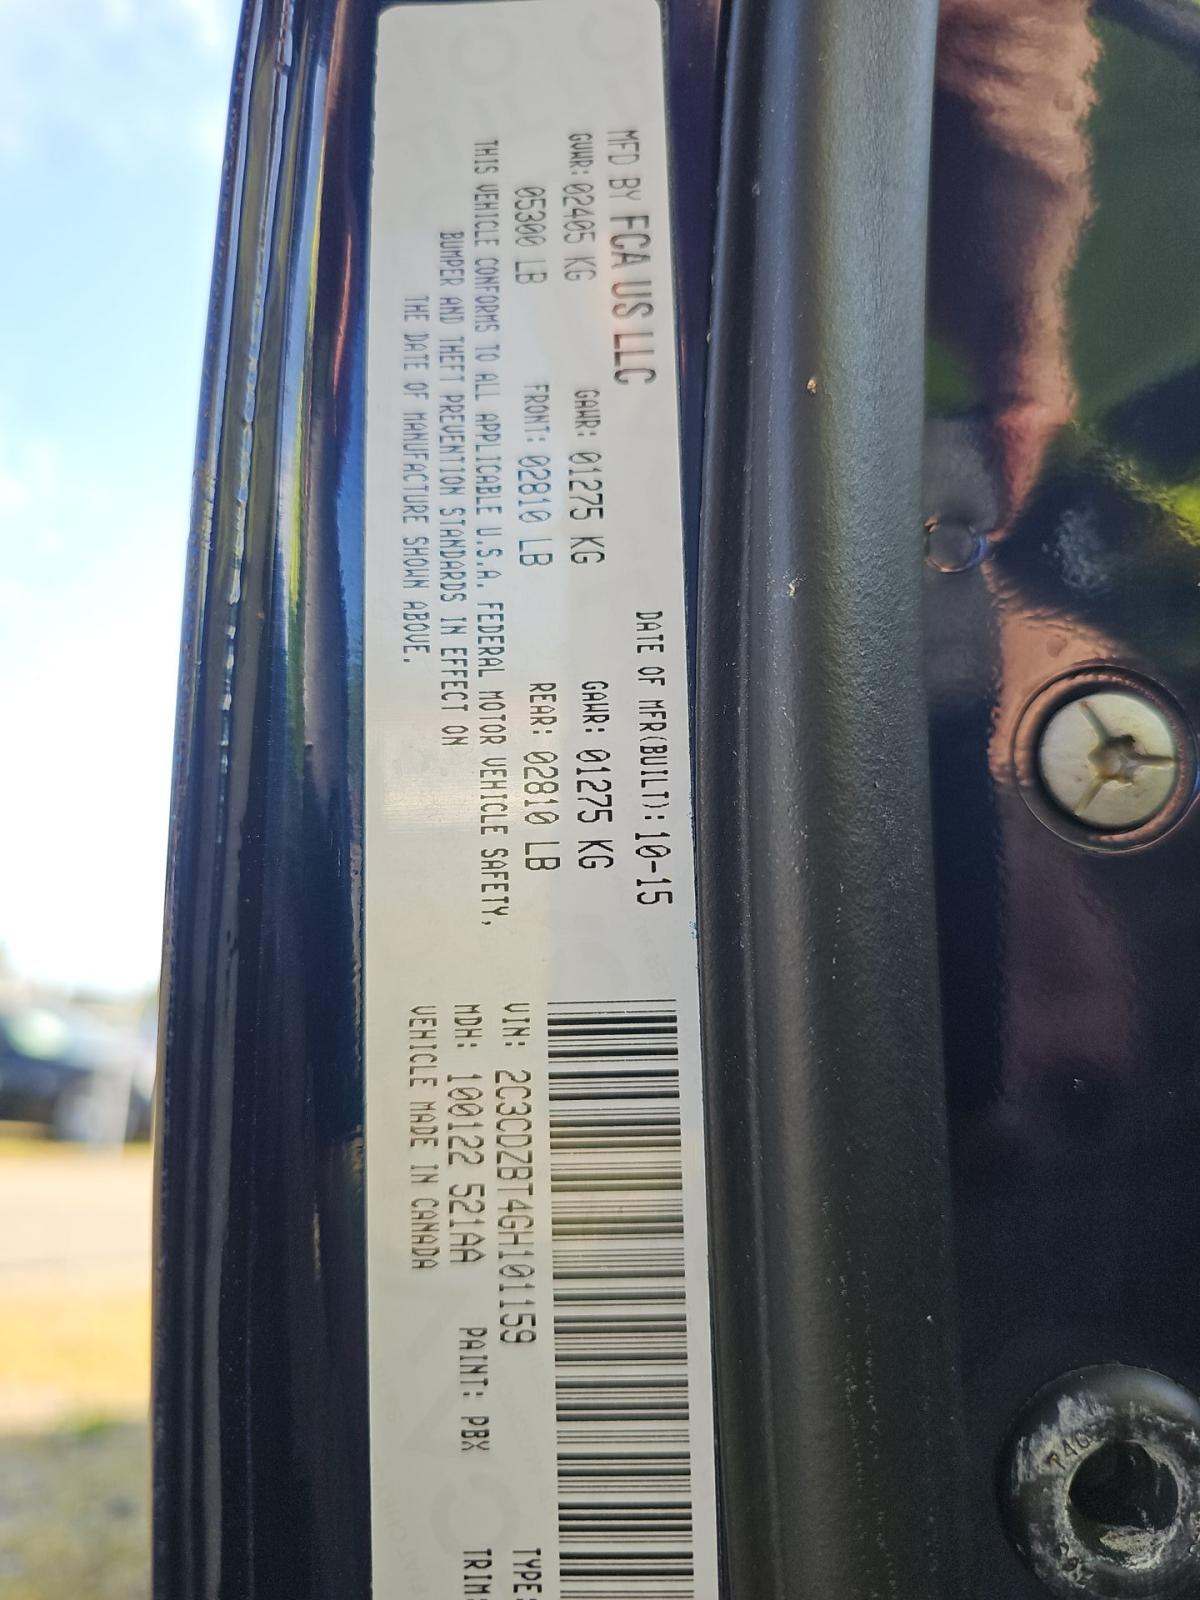 MFD BY FCA US LLC
DATE OF MFR(BUILT): 10-15
GVWR: 02405 KG GAWR: 01275 KG GAWR: 01275 KG
05300 LB FRONT: 02810 LB REAR: 02810 LB
THIS VEHICLE CONFORMS TO ALL APPLICABLE U.S.A. FEDERAL MOTOR VEHICLE SAFETY,
BUMPER AND THEFT PREVENTION STANDARDS IN EFFECT ON
THE DATE OF MANUFACTURE SHOWN ABOVE.
VIN: 2C3CDZBT4GH101159 TYPE:
MDH: 100122 521AA PAINT: PBX TRIM:
VEHICLE MADE IN CANADA